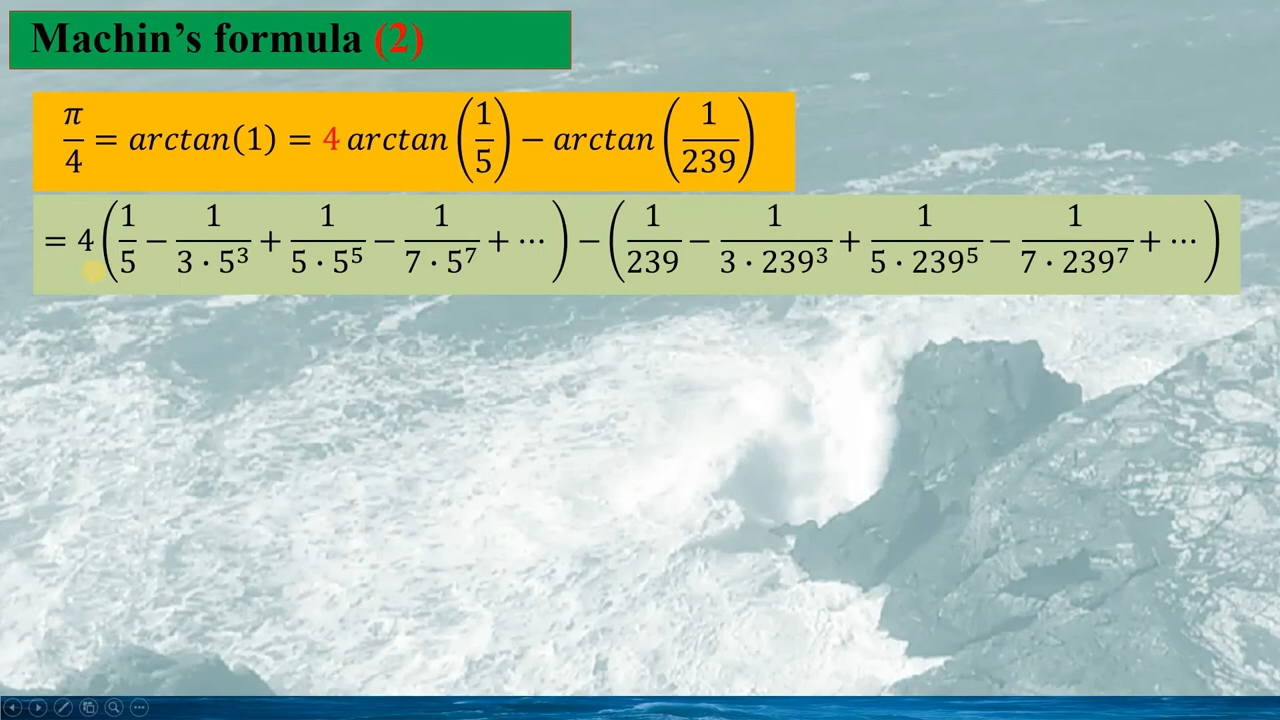 Machin's formula (2)
π/4 = arctan(1) = 4 arctan(1/5) − arctan(1/239)
= 4(1/5 − 1/(3·5³) + 1/(5·5⁵) − 1/(7·5⁷) + ⋯) − (1/239 − 1/(3·239³) + 1/(5·239⁵) − 1/(7·239⁷) + ⋯)